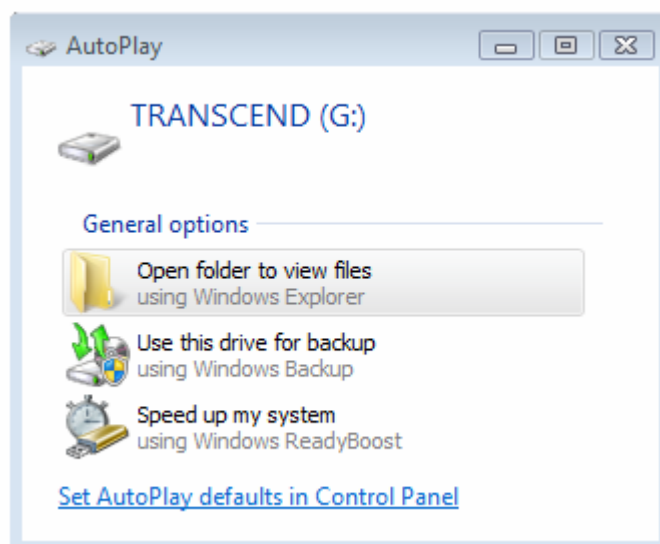 AutoPlay
TRANSCEND (G:)
General options
Open folder to view files
using Windows Explorer
Use this drive for backup
using Windows Backup
Speed up my system
using Windows ReadyBoost
Set AutoPlay defaults in Control Panel